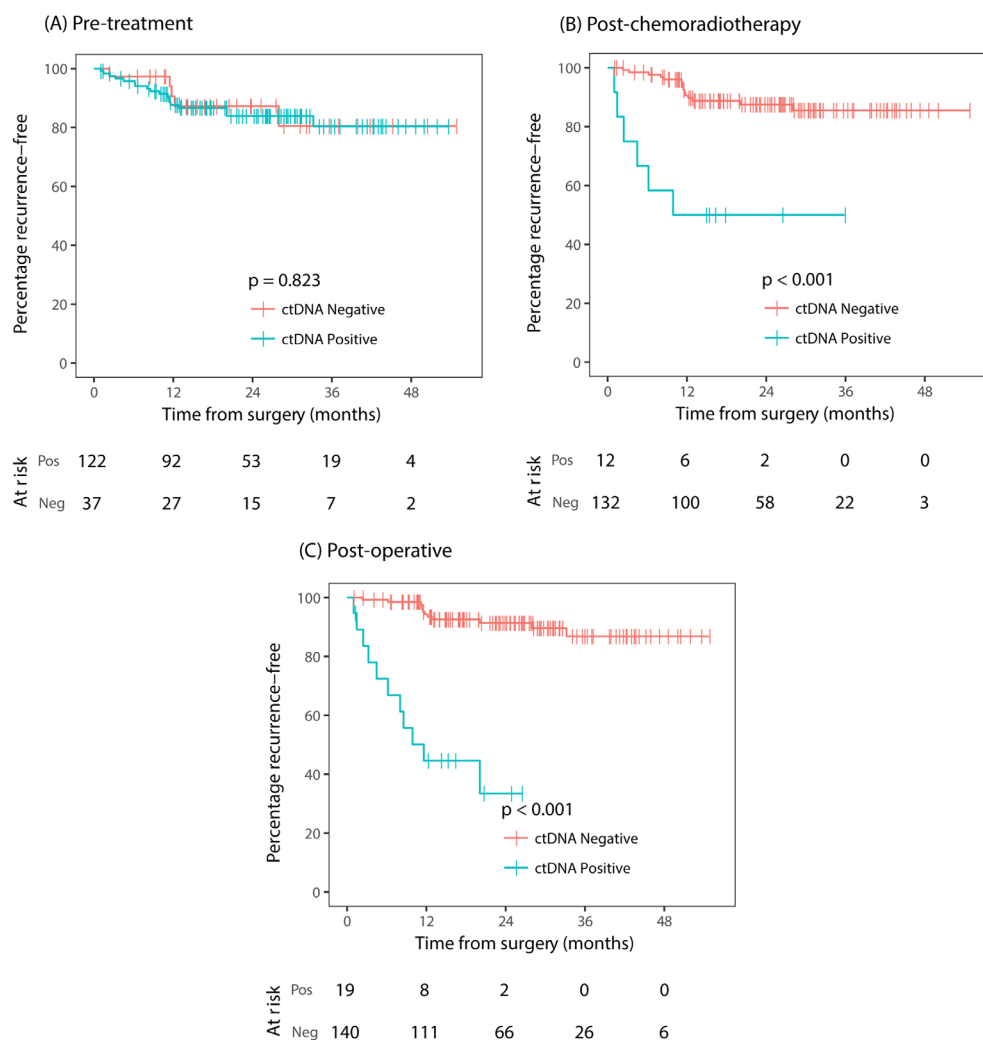 (A) Pre-treatment
Percentage recurrence–free
100
80
60
40
20
0
p = 0.823
ctDNA Negative
ctDNA Positive
0 12 24 36 48
Time from surgery (months)
At risk
Pos 122 92 53 19 4
Neg 37 27 15 7 2
(B) Post-chemoradiotherapy
Percentage recurrence–free
100
80
60
40
20
0
p < 0.001
ctDNA Negative
ctDNA Positive
0 12 24 36 48
Time from surgery (months)
At risk
Pos 12 6 2 0 0
Neg 132 100 58 22 3
(C) Post-operative
Percentage recurrence–free
100
80
60
40
20
0
p < 0.001
ctDNA Negative
ctDNA Positive
0 12 24 36 48
Time from surgery (months)
At risk
Pos 19 8 2 0 0
Neg 140 111 66 26 6